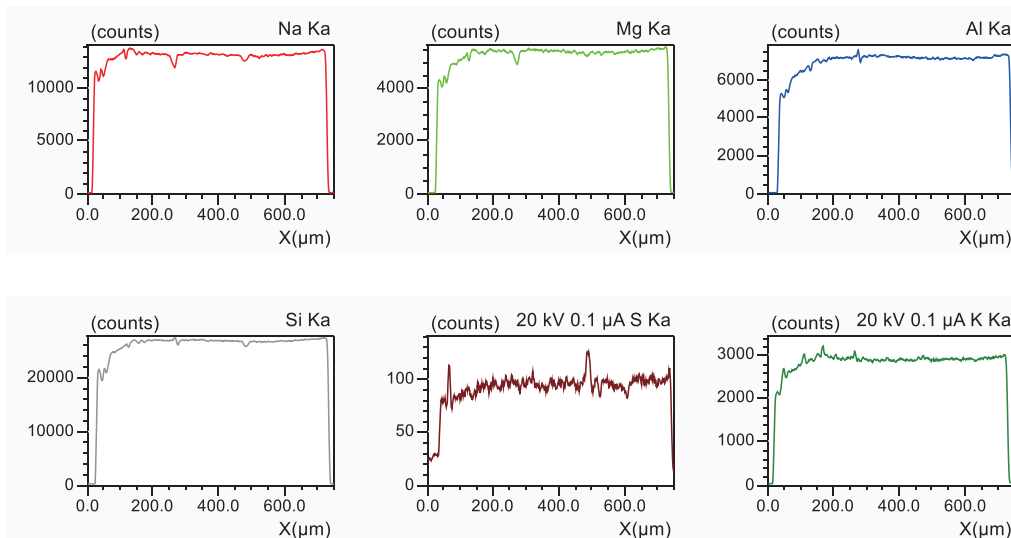 (counts) Na Ka
10000
5000
0
0.0 200.0 400.0 600.0
X(μm)
(counts) Mg Ka
4000
2000
0
0.0 200.0 400.0 600.0
X(μm)
(counts) Al Ka
6000
4000
2000
0
0.0 200.0 400.0 600.0
X(μm)
(counts) Si Ka
20000
10000
0
0.0 200.0 400.0 600.0
X(μm)
(counts) 20 kV 0.1 μA S Ka
100
50
0
0.0 200.0 400.0 600.0
X(μm)
(counts) 20 kV 0.1 μA K Ka
3000
2000
1000
0
0.0 200.0 400.0 600.0
X(μm)